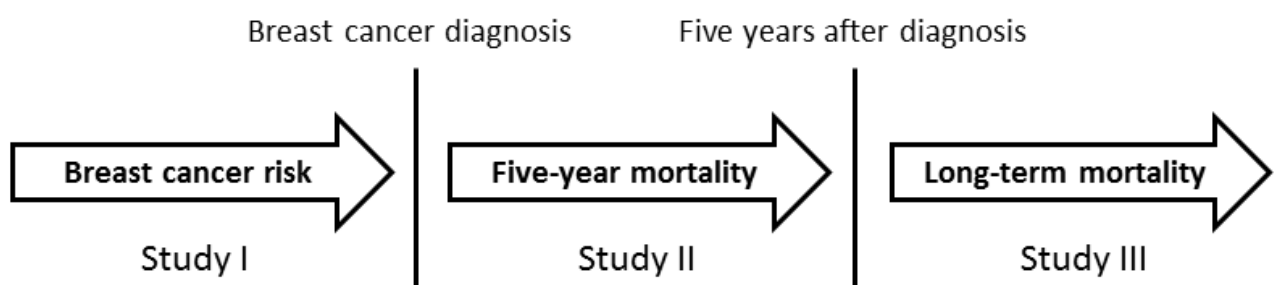 Breast cancer diagnosis
Five years after diagnosis
Breast cancer risk
Five-year mortality
Long-term mortality
Study I
Study II
Study III